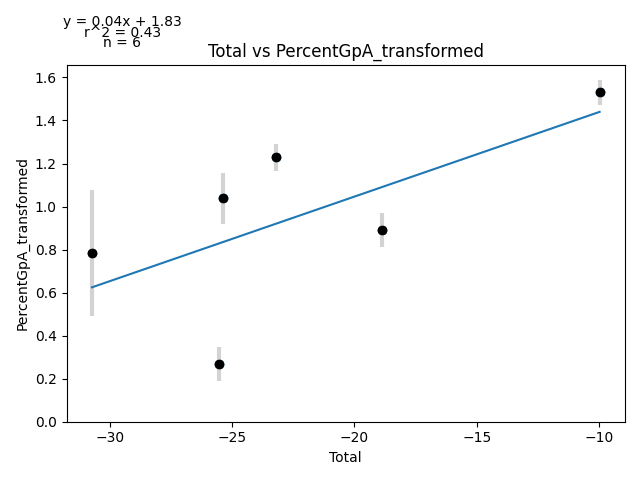 y = 0.04x + 1.83
r^2 = 0.43
n = 6
Total vs PercentGpA_transformed
PercentGpA_transformed
1.6
1.4
1.2
1.0
0.8
0.6
0.4
0.2
0.0
−30
−25
−20
−15
−10
Total